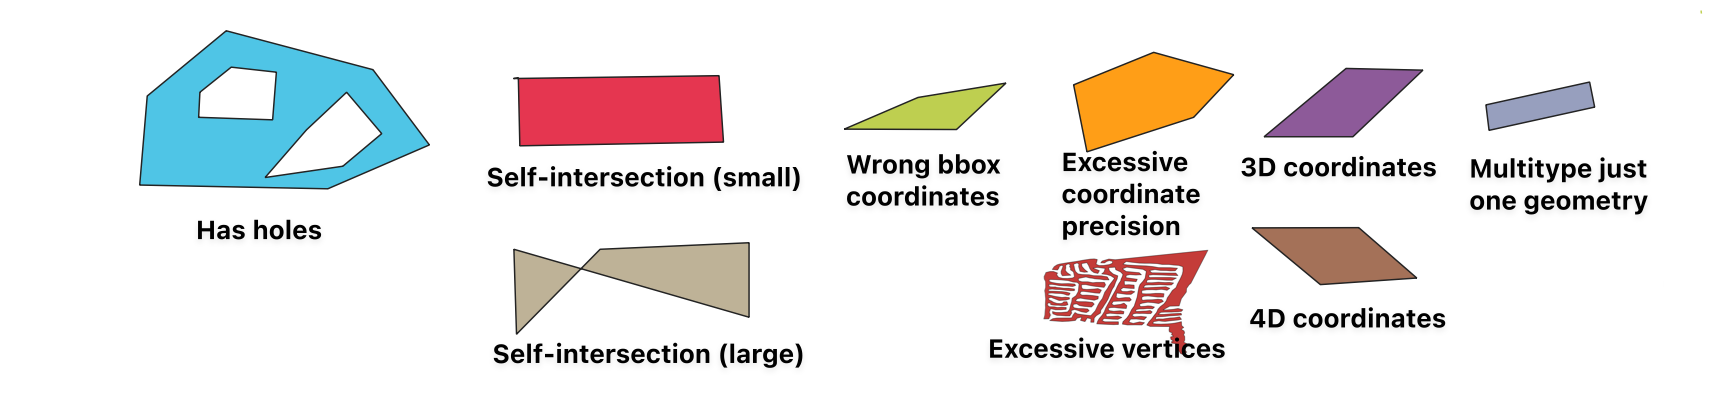 Has holes
Self-intersection (small)
Self-intersection (large)
Wrong bbox
coordinates
Excessive
coordinate
precision
Excessive vertices
3D coordinates
4D coordinates
Multitype just
one geometry